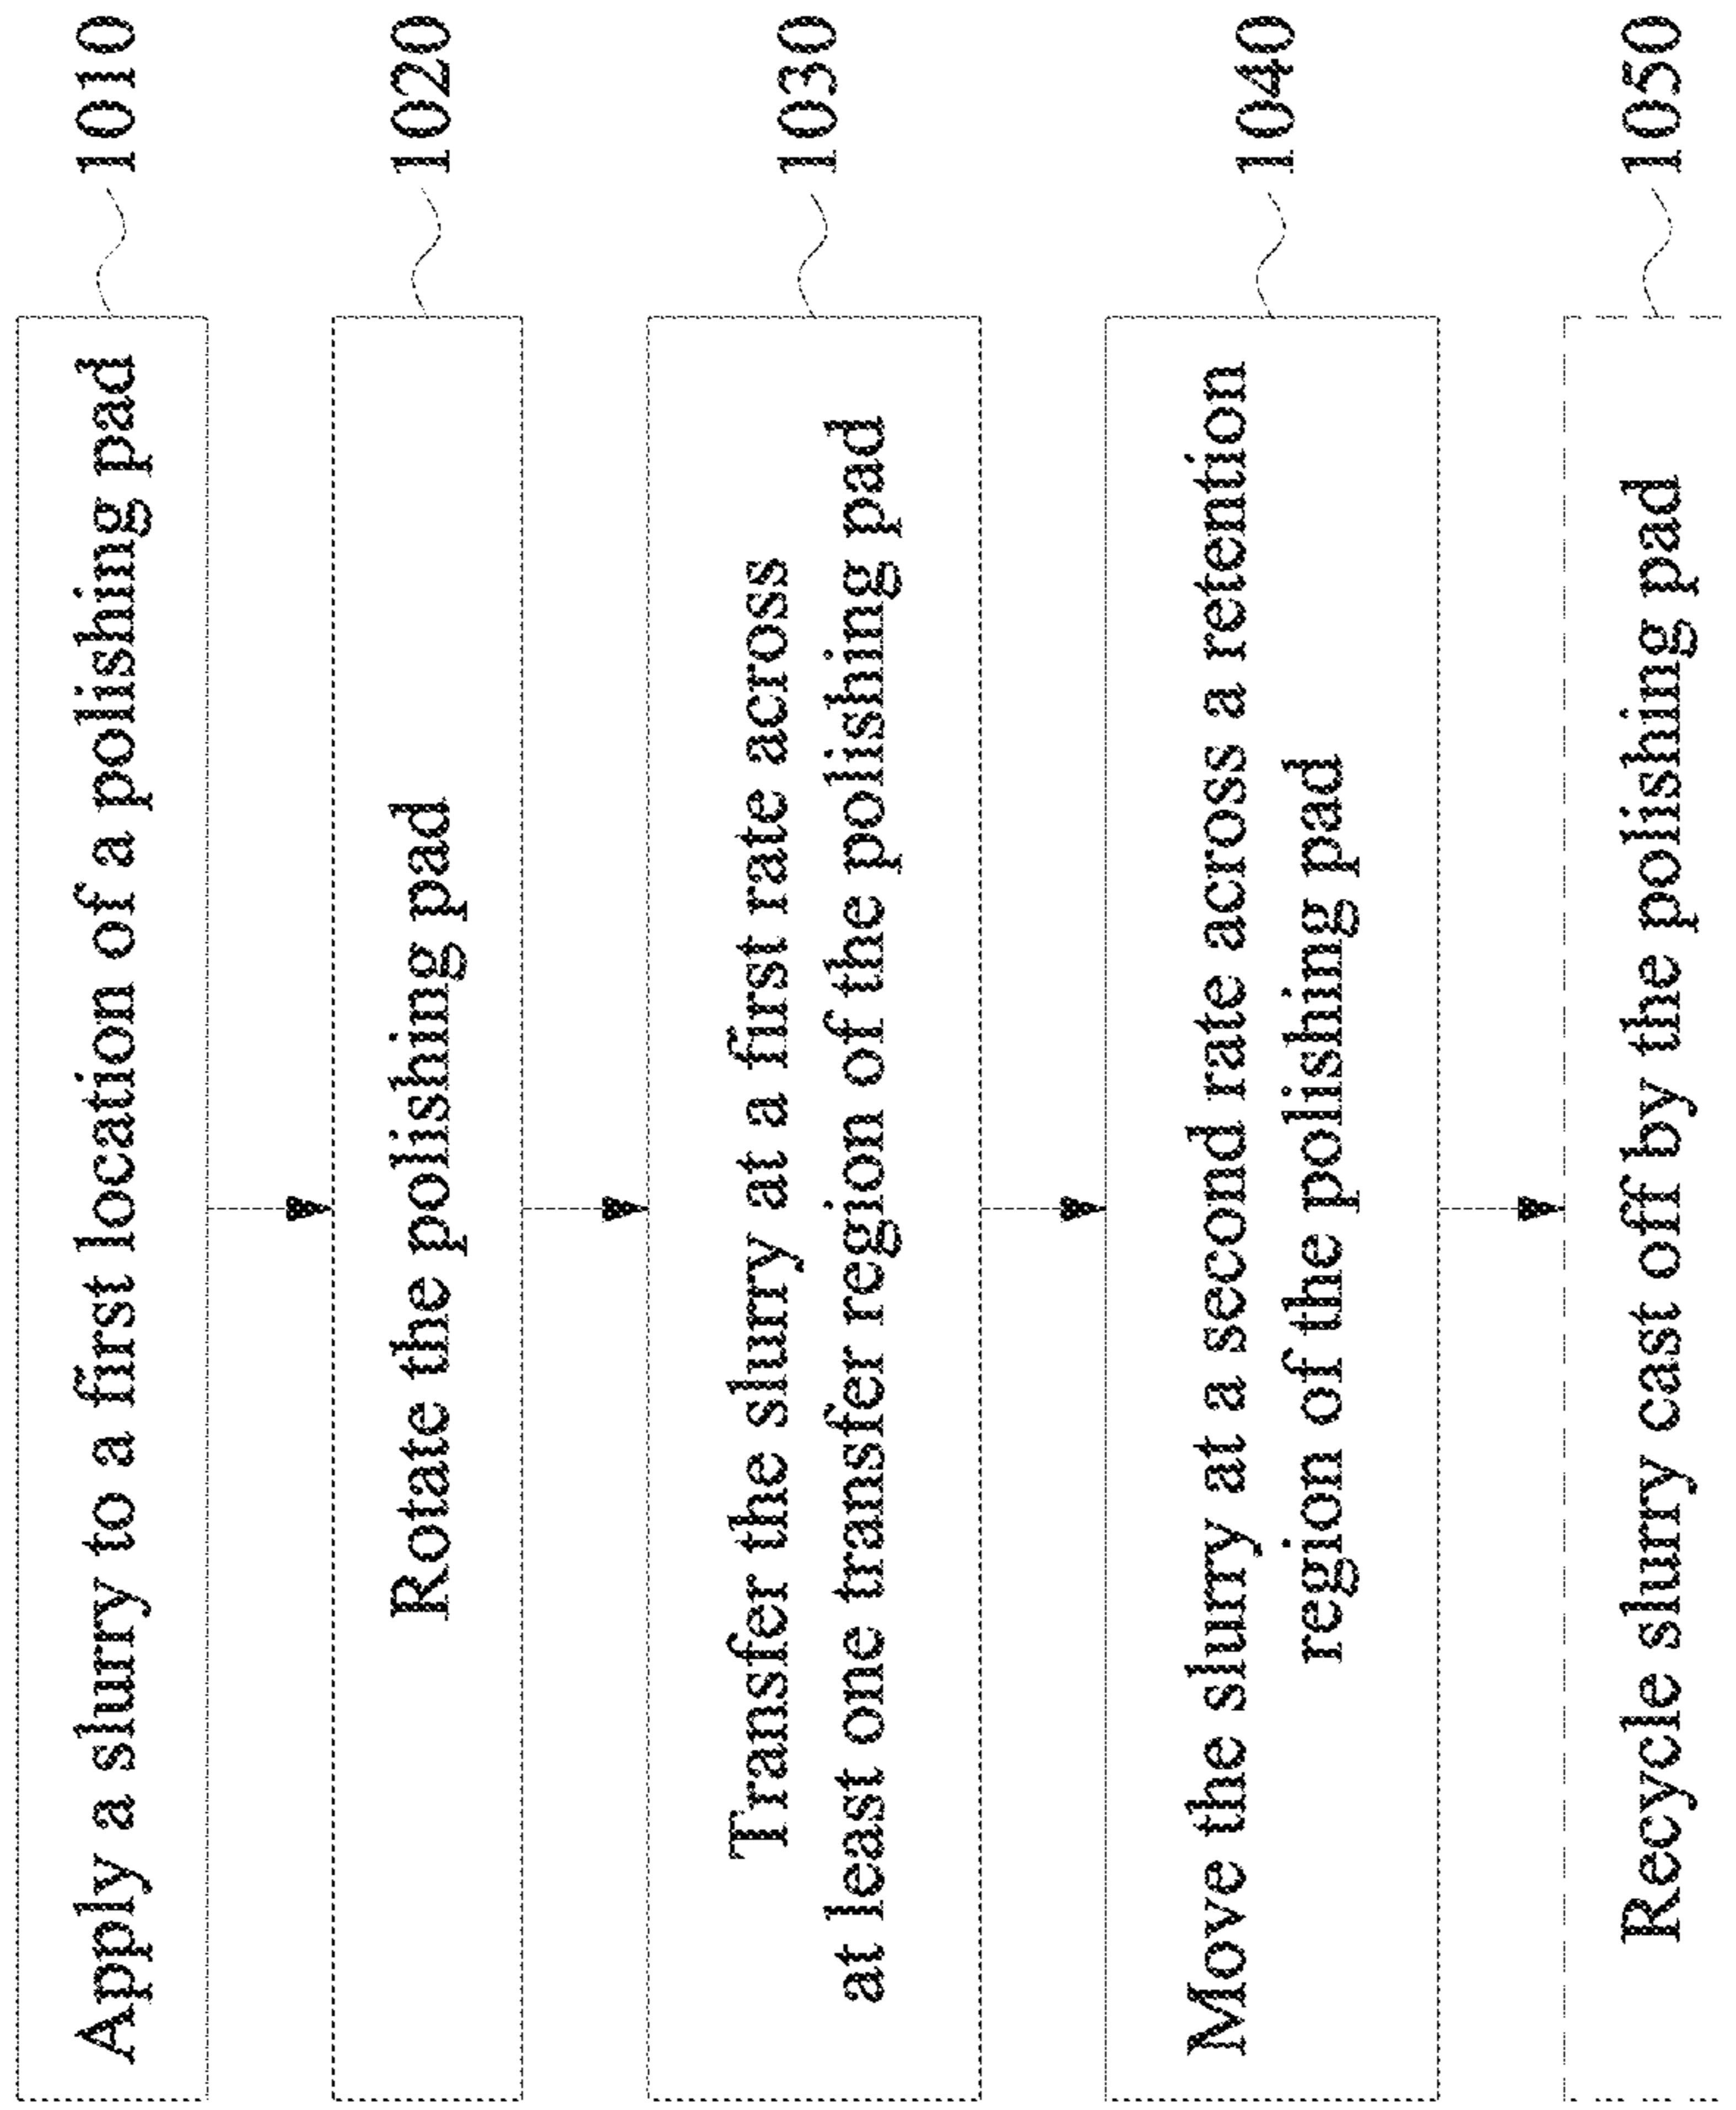 Apply a slurry to a first location of a polishing pad
1010
Rotate the polishing pad
1020
Transfer the slurry at a first rate across
at least one transfer region of the polishing pad
1030
Move the slurry at a second rate across a retention
region of the polishing pad
1040
Recycle slurry cast off by the polishing pad
1050